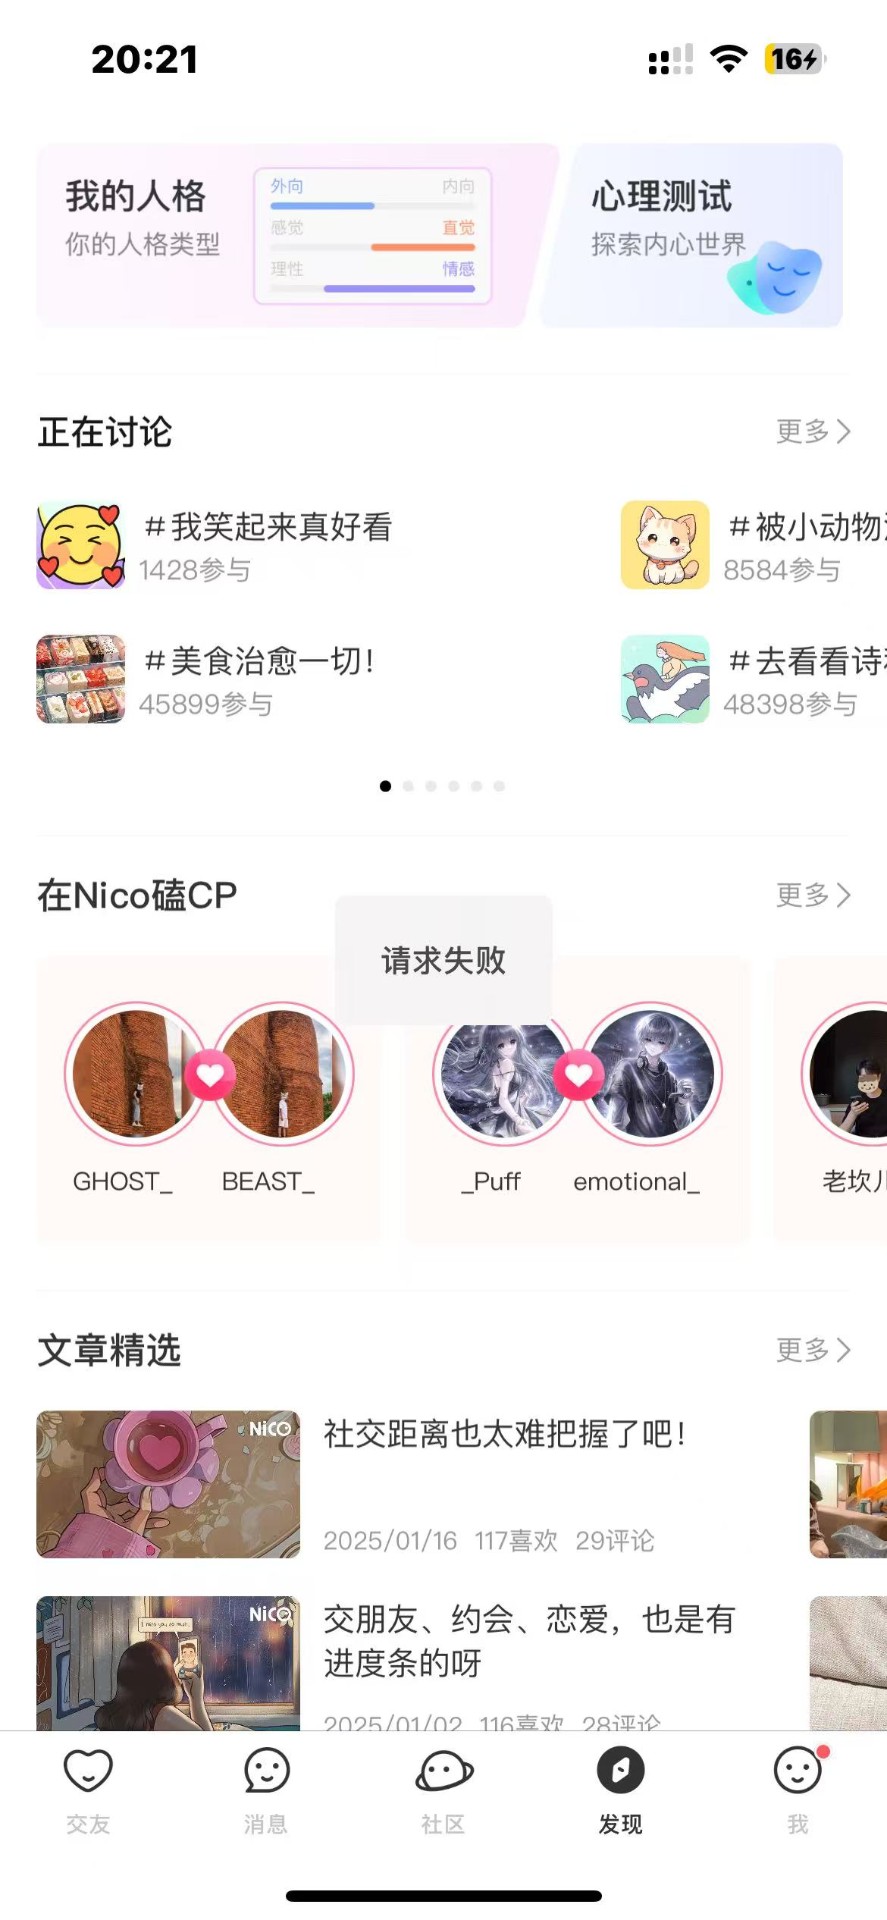 20:21
16
我的人格
你的人格类型
外向 内向
感觉 直觉
理性 情感
心理测试
探索内心世界
正在讨论 更多
#我笑起来真好看
1428参与
#被小动物
8584参与
#美食治愈一切！
45899参与
#去看看诗
48398参与
在Nico磕CP 更多
请求失败
GHOST_ BEAST_
_Puff emotional_
老坎儿
文章精选 更多
NiCO
社交距离也太难把握了吧！
2025/01/16 117喜欢 29评论
NiCO
I miss you so much.
交朋友、约会、恋爱，也是有
进度条的呀
2025/01/02 116喜欢 28评论
交友 消息 社区 发现 我